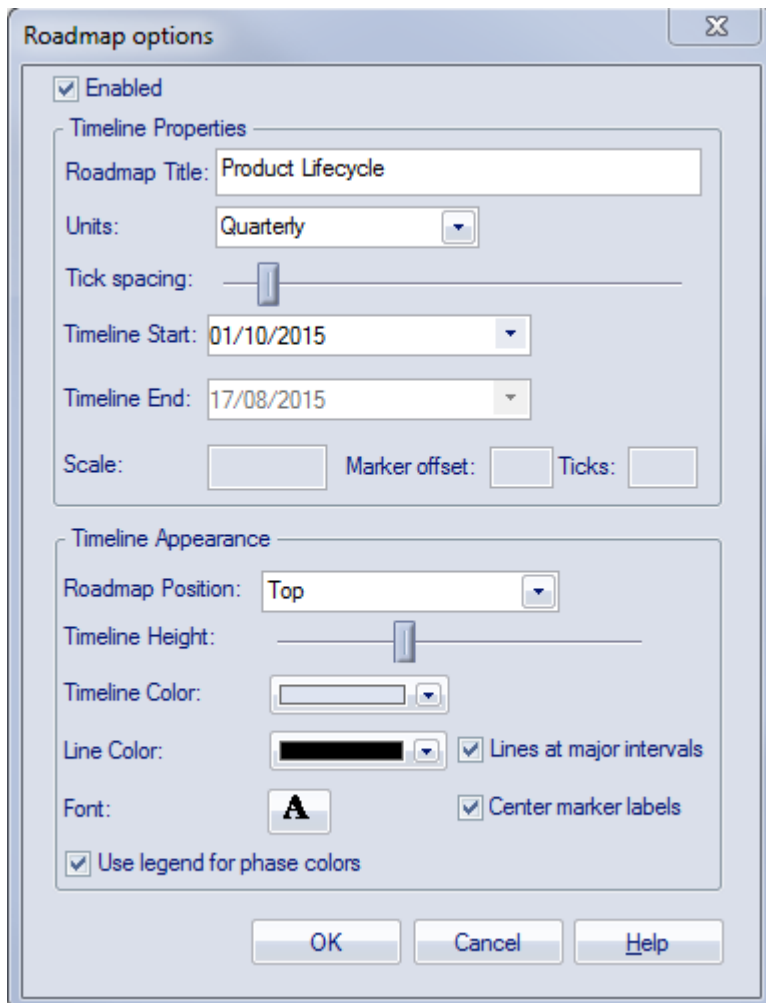 Roadmap options
Enabled
Timeline Properties
Roadmap Title: Product Lifecycle
Units: Quarterly
Tick spacing:
Timeline Start: 01/10/2015
Timeline End: 17/08/2015
Scale: Marker offset: Ticks:
Timeline Appearance
Roadmap Position: Top
Timeline Height:
Timeline Color:
Line Color: Lines at major intervals
Font: A Center marker labels
Use legend for phase colors
OK Cancel Help